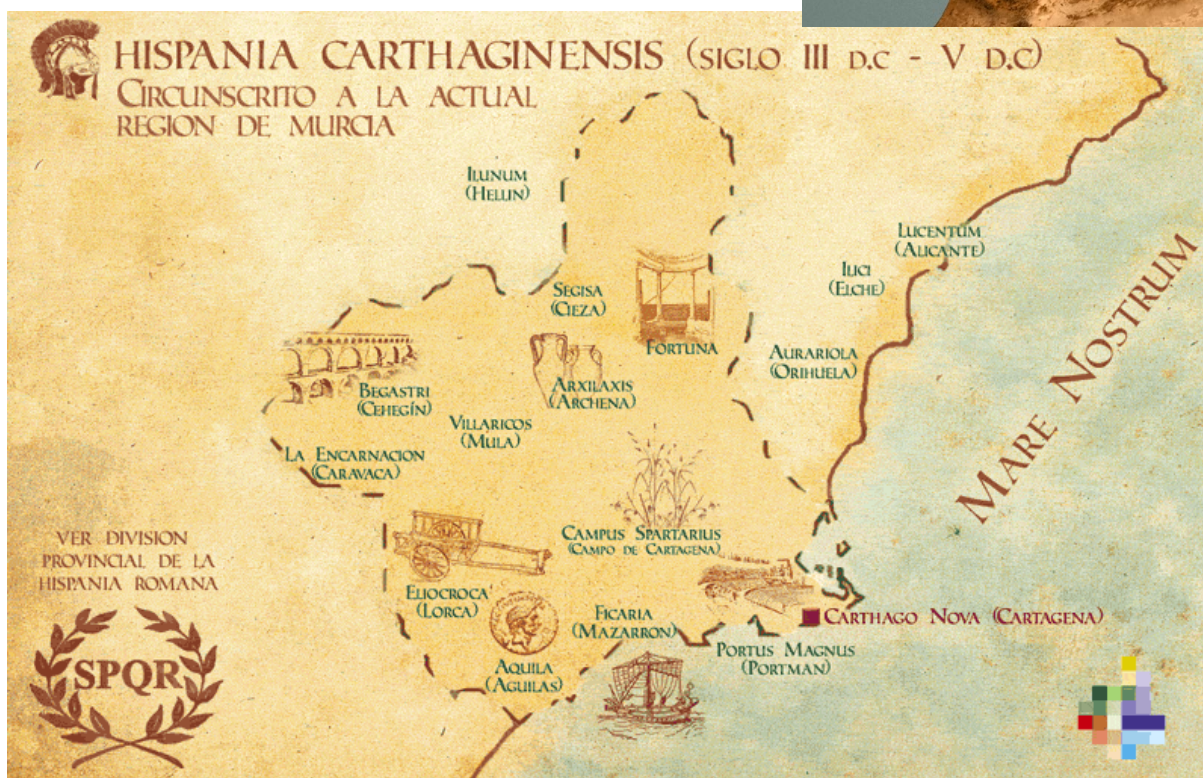 HISPANIA CARTHAGINENSIS (SIGLO III D.C - V D.C)
CIRCUNSCRITO A LA ACTUAL
REGION DE MURCIA
ILUNUM
(HELLIN)
LUCENTUM
(ALICANTE)
ILICI
(ELCHE)
SEGISA
(CIEZA)
FORTUNA
AURARIOLA
(ORIHUELA)
MARE NOSTRUM
BEGASTRI
(CEHEGÍN)
ARXILAXIS
(ARCHENA)
VILLARICOS
(MULA)
LA ENCARNACION
(CARAVACA)
CAMPUS SPARTARIUS
(CAMPO DE CARTAGENA)
VER DIVISION
PROVINCIAL DE LA
HISPANIA ROMANA
SPQR
ELIOCROCA
(LORCA)
FICARIA
(MAZARRON)
CARTHAGO NOVA (CARTAGENA)
PORTUS MAGNUS
(PORTMAN)
AQUILA
(AGUILAS)